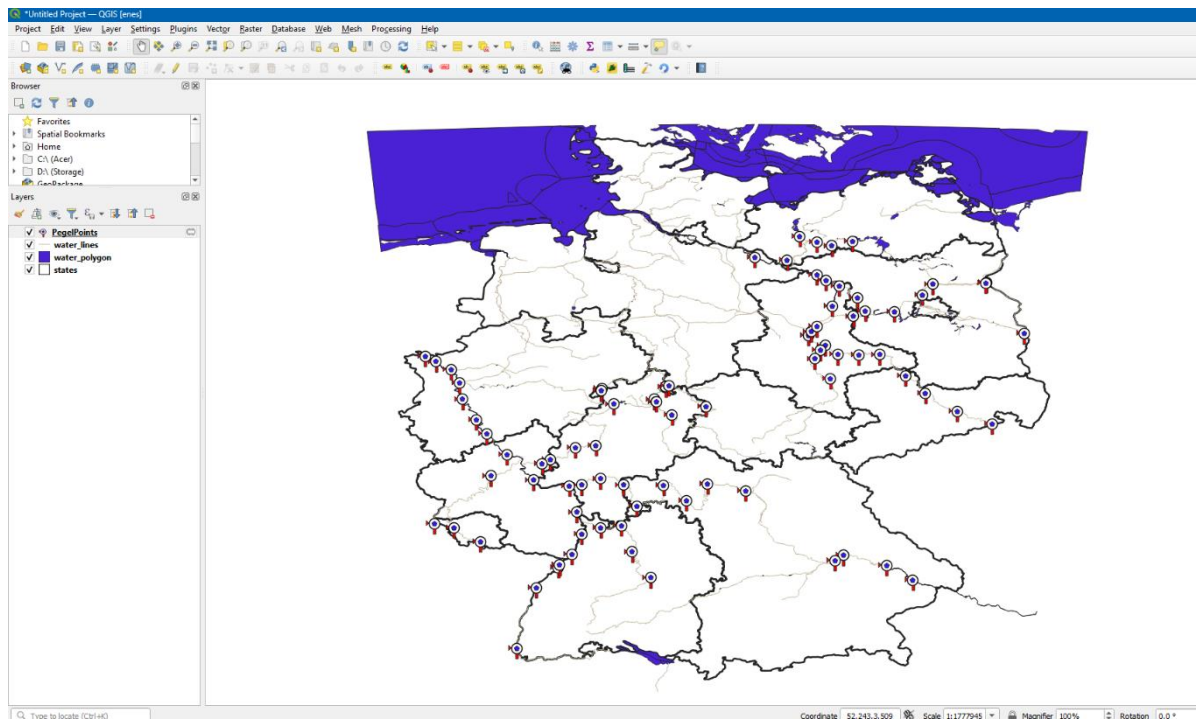 *Untitled Project — QGIS [enes]
Project Edit View Layer Settings Plugins Vector Raster Database Web Mesh Processing Help
Browser
Favorites
Spatial Bookmarks
Home
C:\ (Acer)
D:\ (Storage)
GeoPackage
Layers
PegelPoints
water_lines
water_polygon
states
Type to locate (Ctrl+K)
Coordinate 52.243,3.509 Scale 1:1777945 Magnifier 100% Rotation 0.0 °